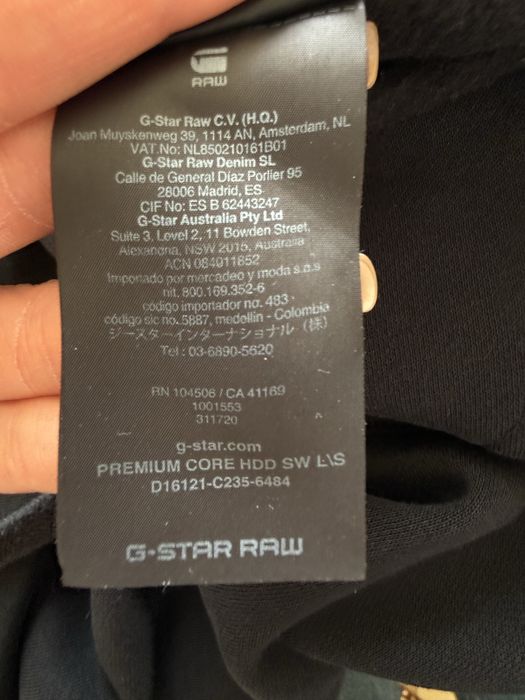 RAW
G-Star Raw C.V. (H.Q.)
Joan Muyskenweg 39, 1114 AN, Amsterdam, NL
VAT.No: NL850210161B01
G-Star Raw Denim SL
Calle de General Díaz Porlier 95
28006 Madrid, ES
CIF No: ES B 62443247
G-Star Australia Pty Ltd
Suite 3, Level 2, 11 Bowden Street,
Alexandria, NSW 2015, Australia
ACN 084011852
Imponado por mercadeo y moda s.a.s
nit. 800.169.352-6
código importador no. 483
código sic no. 5887, medellin - Colombia
ジースターインターナショナル（株）
Tel : 03-6890-5620
RN 104506 / CA 41169
1001553
311720
g-star.com
PREMIUM CORE HDD SW L\S
D16121-C235-6484
G-STAR RAW